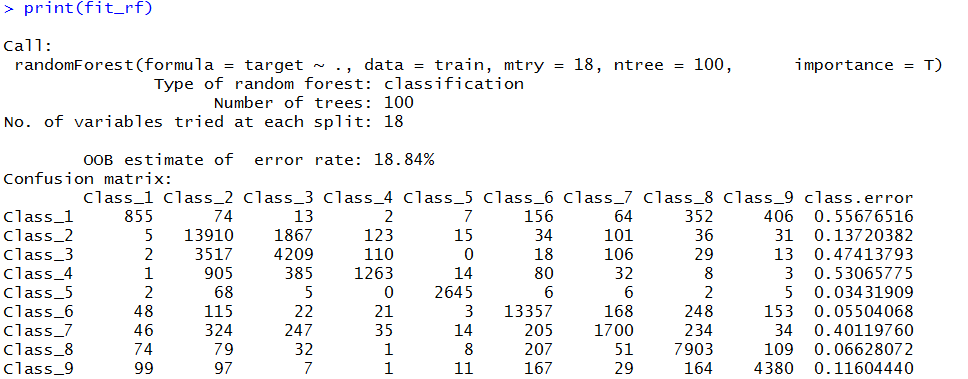 > print(fit_rf)
Call:
randomForest(formula = target ~ ., data = train, mtry = 18, ntree = 100, importance = T)
Type of random forest: classification
Number of trees: 100
No. of variables tried at each split: 18
OOB estimate of error rate: 18.84%
Confusion matrix:
Class_1 Class_2 Class_3 Class_4 Class_5 Class_6 Class_7 Class_8 Class_9 class.error
Class_1 855 74 13 2 7 156 64 352 406 0.55676516
Class_2 5 13910 1867 123 15 34 101 36 31 0.13720382
Class_3 2 3517 4209 110 0 18 106 29 13 0.47413793
Class_4 1 905 385 1263 14 80 32 8 3 0.53065775
Class_5 2 68 5 0 2645 6 6 2 5 0.03431909
Class_6 48 115 22 21 3 13357 168 248 153 0.05504068
Class_7 46 324 247 35 14 205 1700 234 34 0.40119760
Class_8 74 79 32 1 8 207 51 7903 109 0.06628072
Class_9 99 97 7 1 11 167 29 164 4380 0.11604440